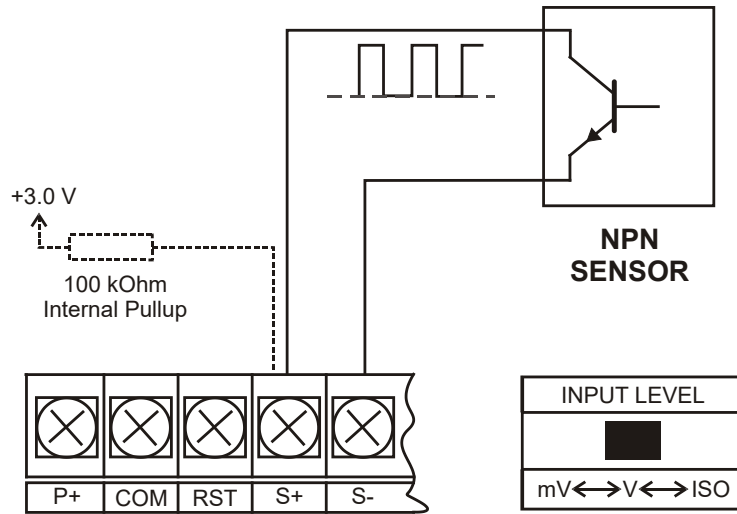 +3.0 V
100 kOhm
Internal Pullup
NPN
SENSOR
P+ COM RST S+ S-
INPUT LEVEL
mV↔V↔ISO